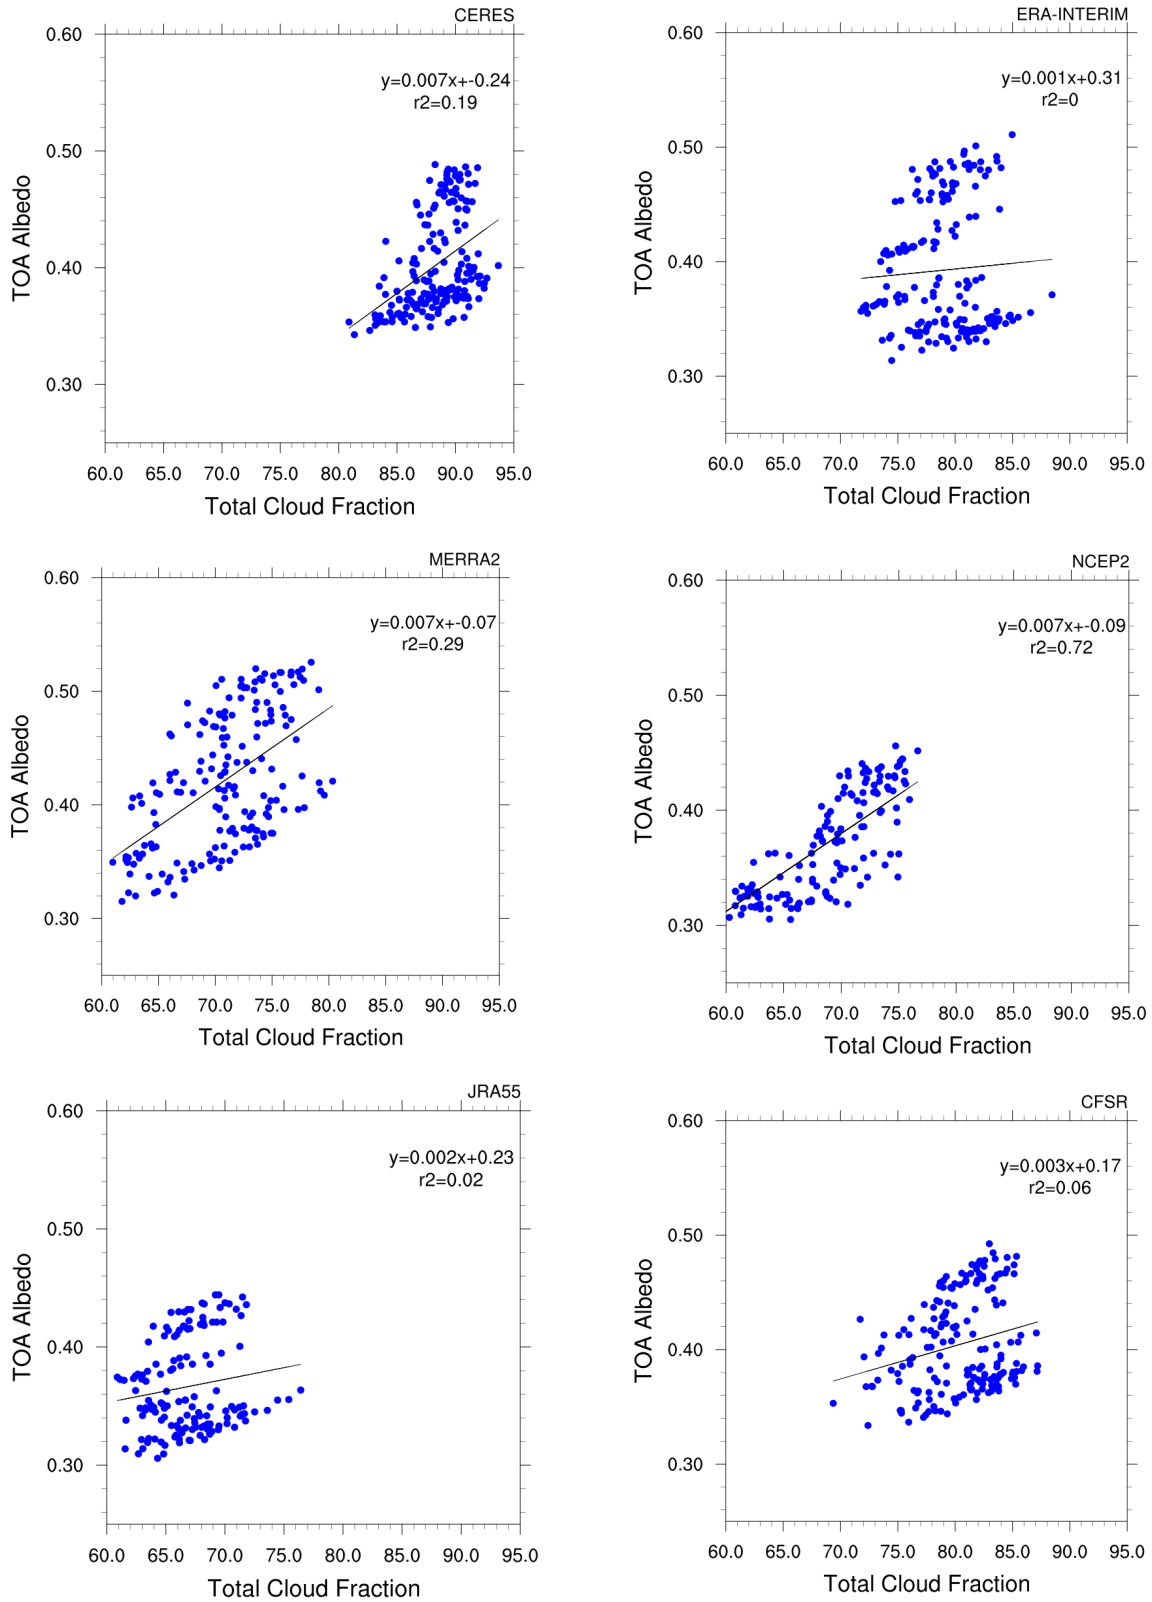 CERES
0.60
y=0.007x+-0.24
r2=0.19
0.50
0.40
0.30
TOA Albedo
60.0 65.0 70.0 75.0 80.0 85.0 90.0 95.0
Total Cloud Fraction
ERA-INTERIM
0.60
y=0.001x+0.31
r2=0
0.50
0.40
0.30
TOA Albedo
60.0 65.0 70.0 75.0 80.0 85.0 90.0 95.0
Total Cloud Fraction
MERRA2
0.60
y=0.007x+-0.07
r2=0.29
0.50
0.40
0.30
TOA Albedo
60.0 65.0 70.0 75.0 80.0 85.0 90.0 95.0
Total Cloud Fraction
NCEP2
0.60
y=0.007x+-0.09
r2=0.72
0.50
0.40
0.30
TOA Albedo
60.0 65.0 70.0 75.0 80.0 85.0 90.0 95.0
Total Cloud Fraction
JRA55
0.60
y=0.002x+0.23
r2=0.02
0.50
0.40
0.30
TOA Albedo
60.0 65.0 70.0 75.0 80.0 85.0 90.0 95.0
Total Cloud Fraction
CFSR
0.60
y=0.003x+0.17
r2=0.06
0.50
0.40
0.30
TOA Albedo
60.0 65.0 70.0 75.0 80.0 85.0 90.0 95.0
Total Cloud Fraction